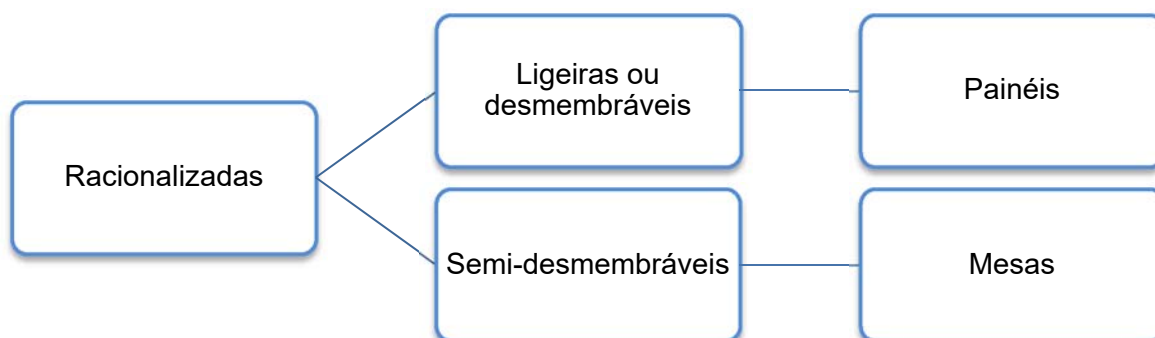 Racionalizadas
Ligeiras ou
desmembráveis
Painéis
Semi-desmembráveis
Mesas